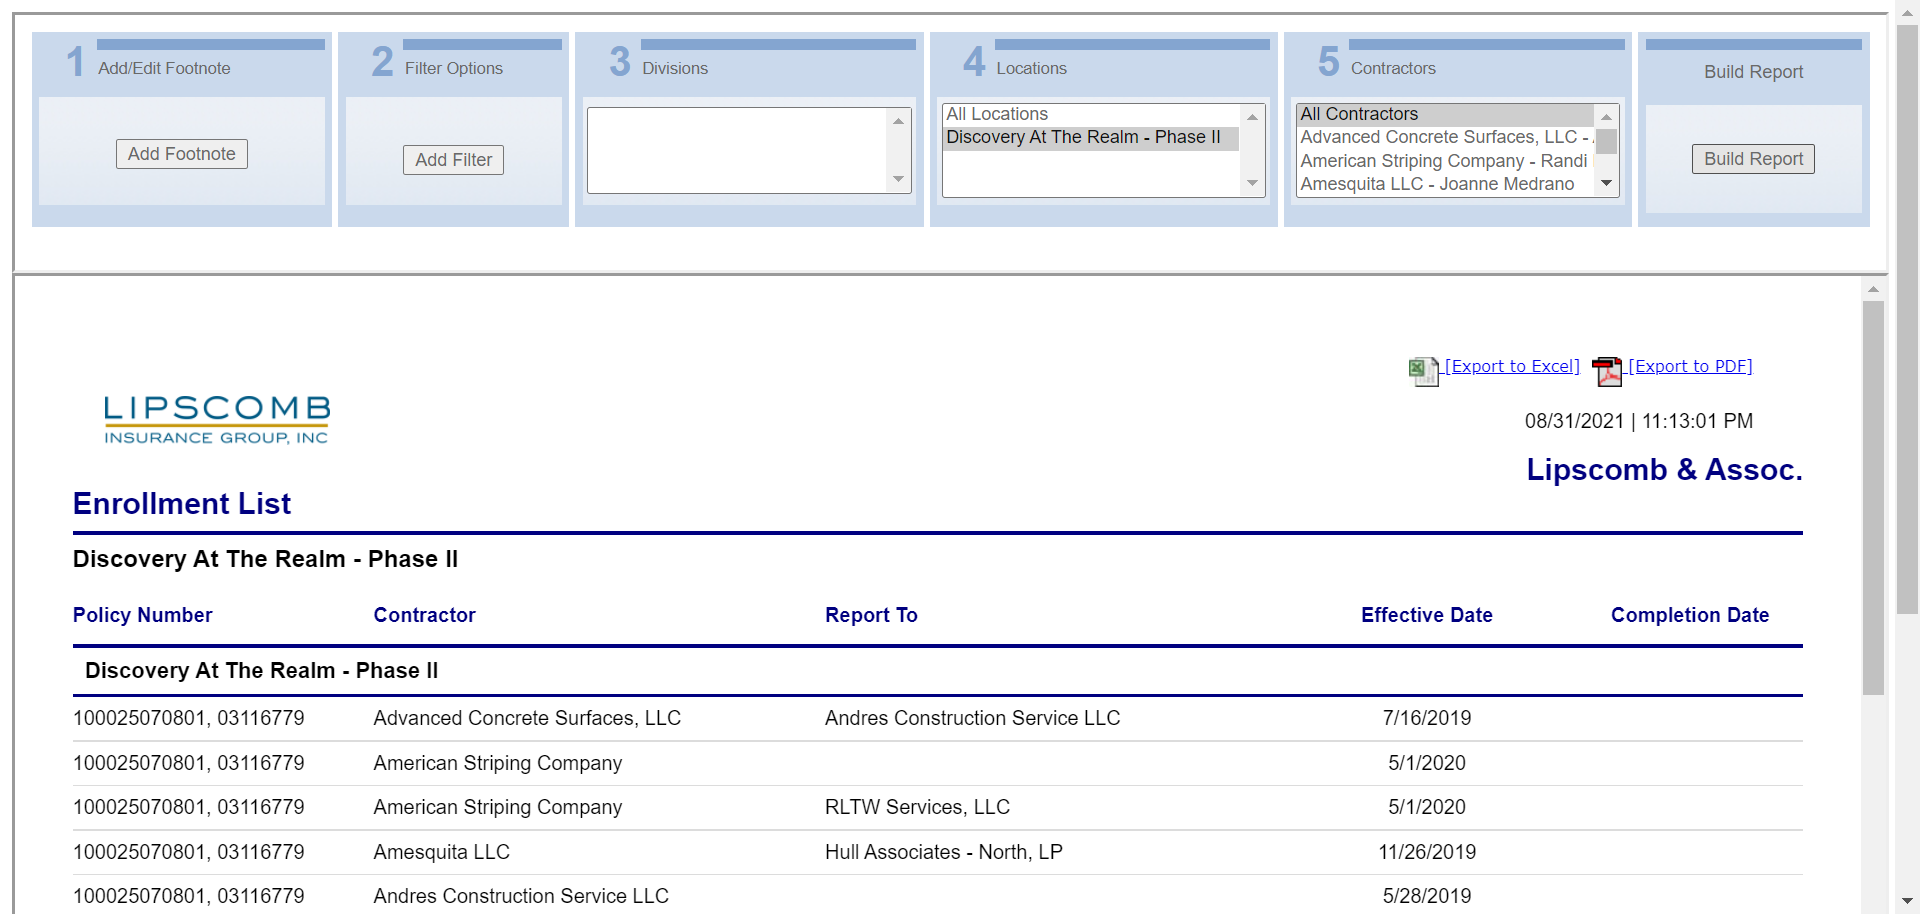 1 Add/Edit Footnote
Add Footnote
2 Filter Options
Add Filter
3 Divisions
4 Locations
All Locations
Discovery At The Realm - Phase II
5 Contractors
All Contractors
Advanced Concrete Surfaces, LLC -
American Striping Company - Randi
Amesquita LLC - Joanne Medrano
Build Report
Build Report
[Export to Excel] [Export to PDF]
LIPSCOMB
INSURANCE GROUP, INC
08/31/2021 | 11:13:01 PM
Lipscomb & Assoc.
Enrollment List
Discovery At The Realm - Phase II
Policy Number Contractor Report To Effective Date Completion Date
Discovery At The Realm - Phase II
100025070801, 03116779 Advanced Concrete Surfaces, LLC Andres Construction Service LLC 7/16/2019
100025070801, 03116779 American Striping Company 5/1/2020
100025070801, 03116779 American Striping Company RLTW Services, LLC 5/1/2020
100025070801, 03116779 Amesquita LLC Hull Associates - North, LP 11/26/2019
100025070801, 03116779 Andres Construction Service LLC 5/28/2019